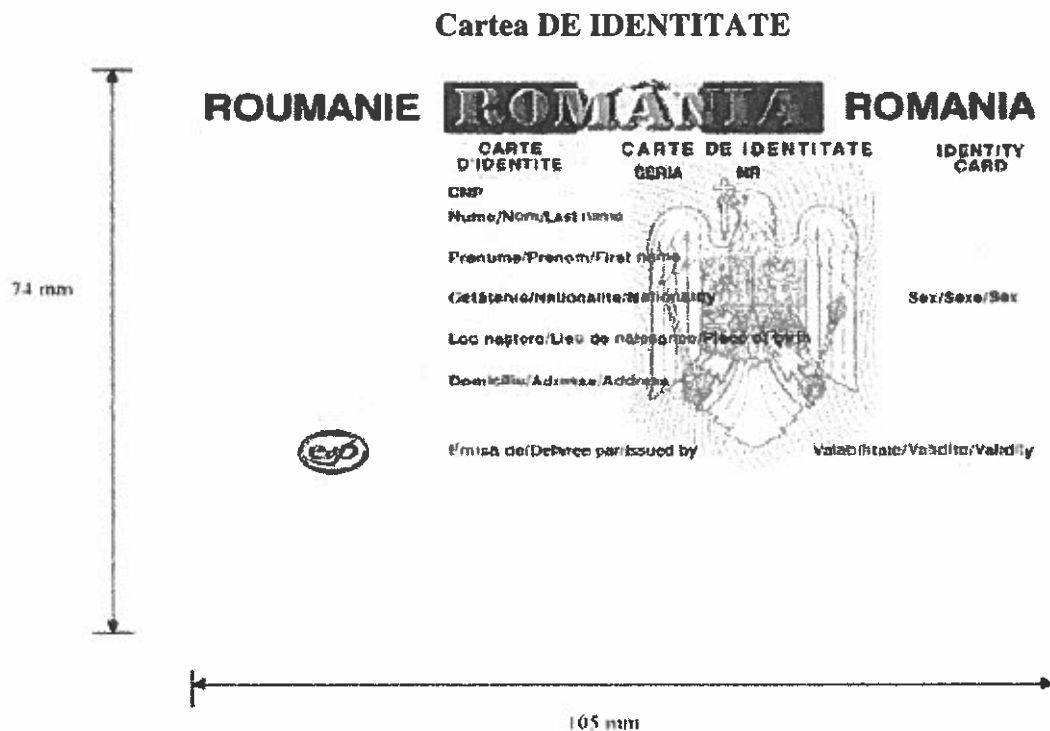 Cartea DE IDENTITATE
ROUMANIE ROMÂNIA ROMANIA
CARTE D'IDENTITE CARTE DE IDENTITATE IDENTITY CARD
SERIA NR
CNP
Nume/Nom/Last name
Prenume/Prenom/First name
Cetăţenie/Nationalite/Nationality Sex/Sexe/Sex
Loc naştere/Lieu de naissance/Place of birth
Domiciliu/Adresse/Address
Emisă de/Delivree par/Issued by Valabilitate/Validite/Validity
74 mm
105 mm